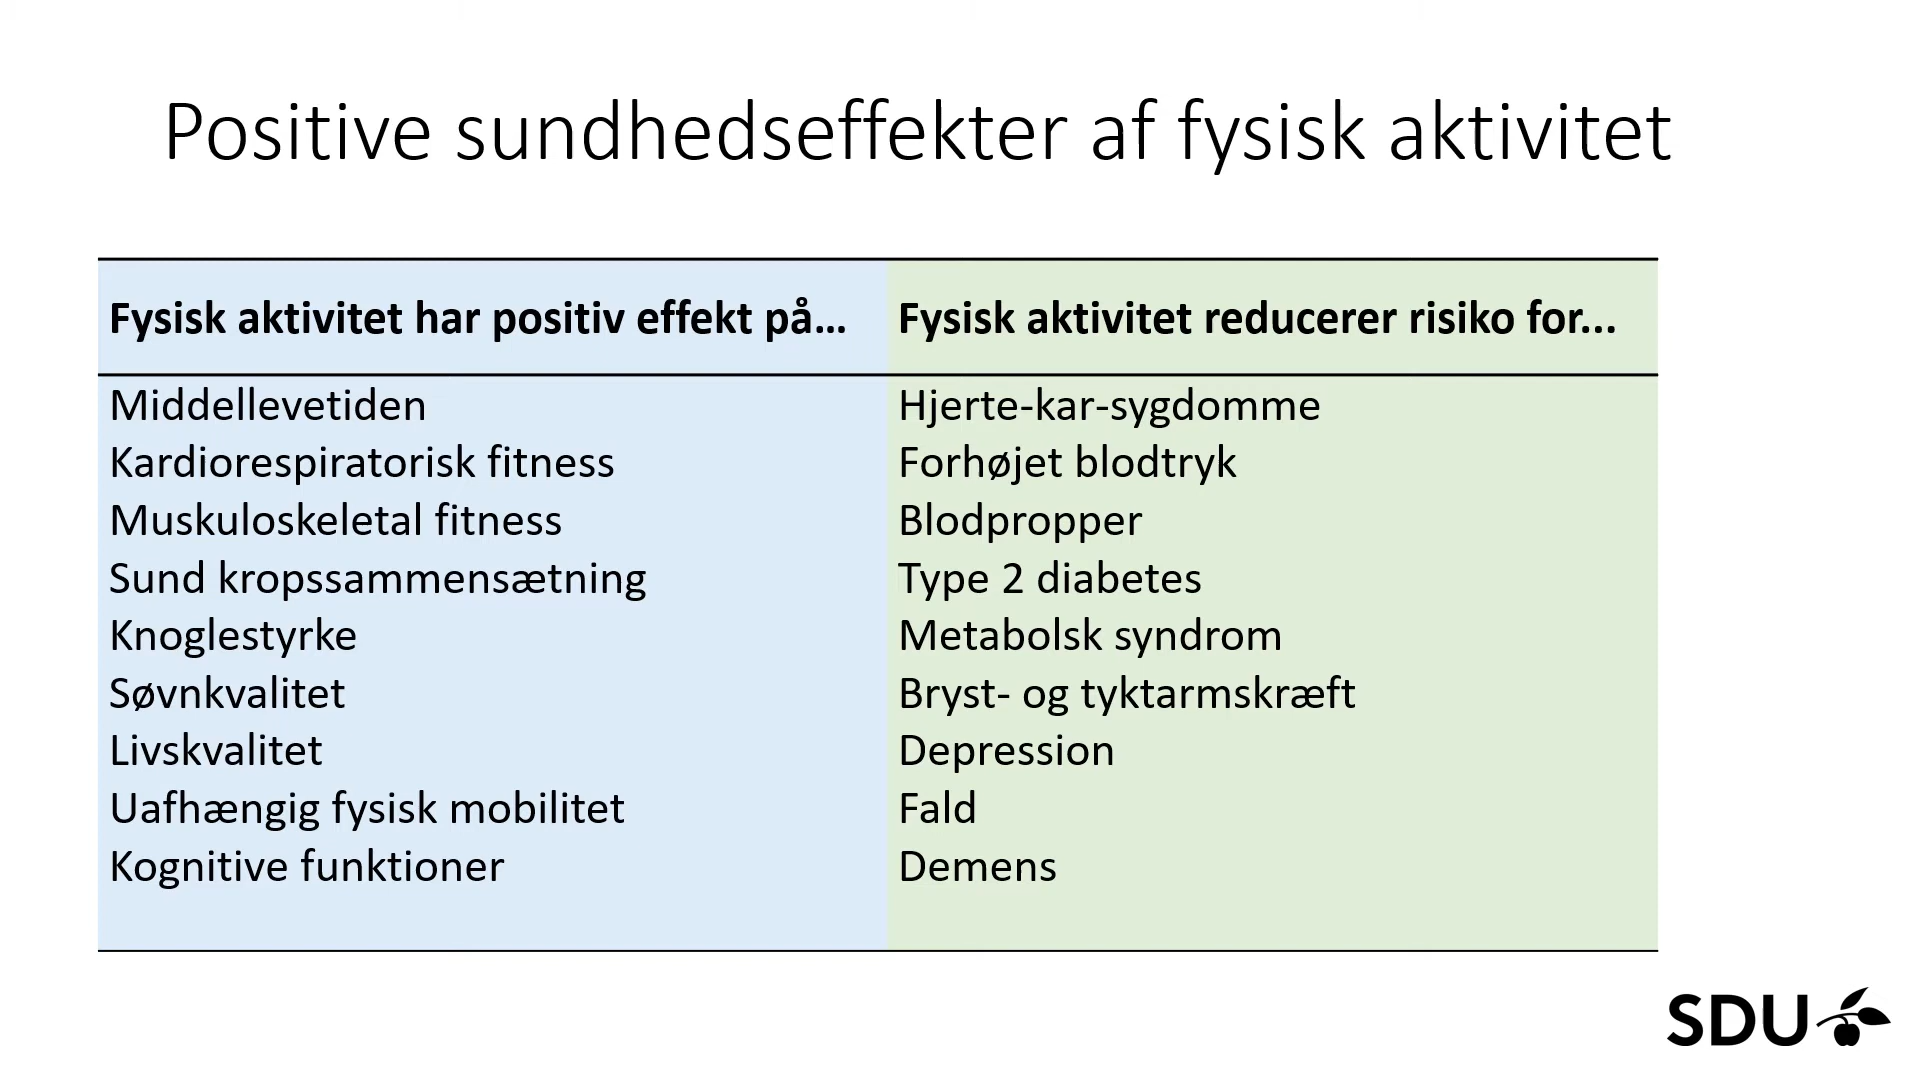 Positive sundhedseffekter af fysisk aktivitet
Fysisk aktivitet har positiv effekt på...
Fysisk aktivitet reducerer risiko for...
Middellevetiden
Kardiorespiratorisk fitness
Muskuloskeletal fitness
Sund kropssammensætning
Knoglestyrke
Søvnkvalitet
Livskvalitet
Uafhængig fysisk mobilitet
Kognitive funktioner
Hjerte-kar-sygdomme
Forhøjet blodtryk
Blodpropper
Type 2 diabetes
Metabolsk syndrom
Bryst- og tyktarmskræft
Depression
Fald
Demens
SDU